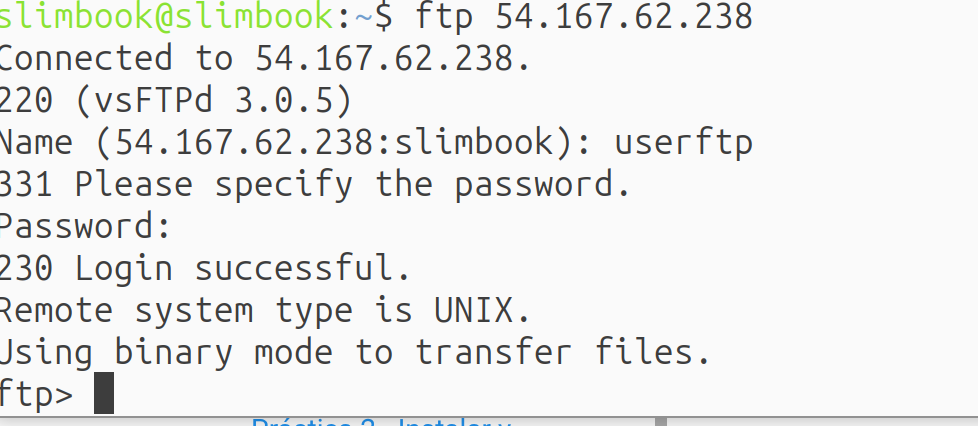 slimbook@slimbook:~$ ftp 54.167.62.238
Connected to 54.167.62.238.
220 (vsFTPd 3.0.5)
Name (54.167.62.238:slimbook): userftp
331 Please specify the password.
Password:
230 Login successful.
Remote system type is UNIX.
Using binary mode to transfer files.
ftp>